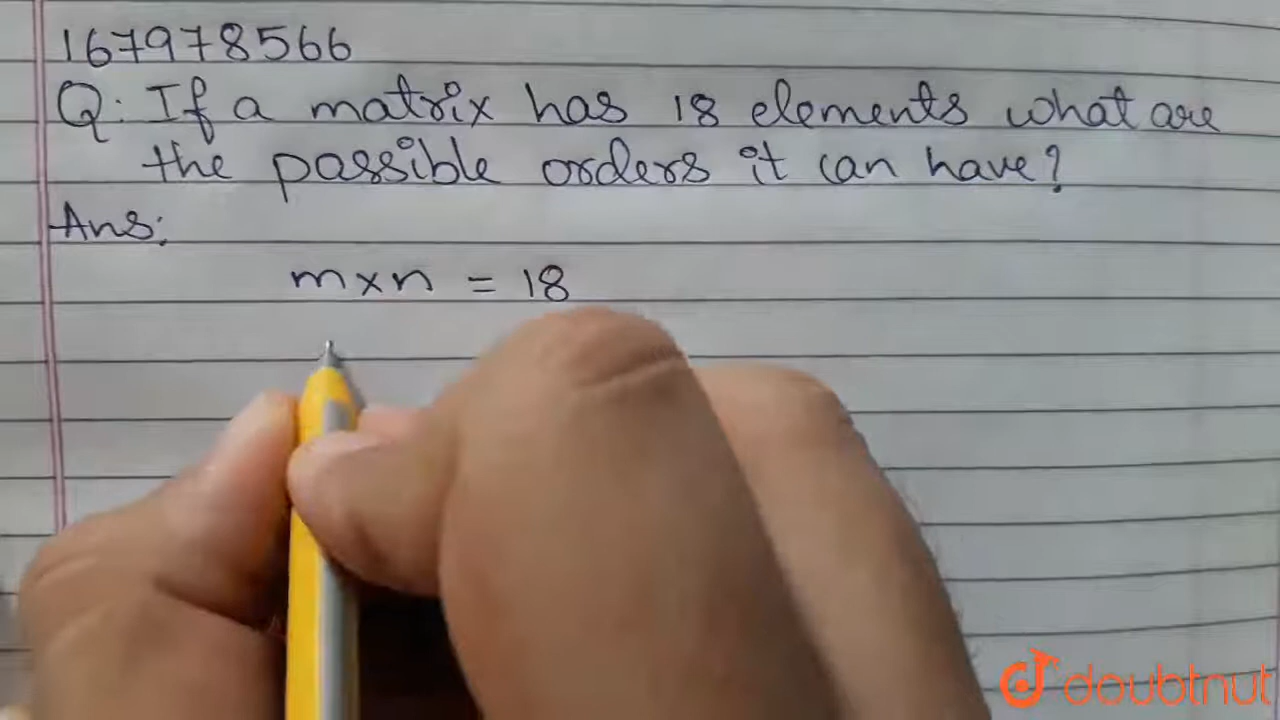 167978566
Q: If a matrix has 18 elements what are
the possible orders it can have?
Ans:
m×n = 18
doubtnut